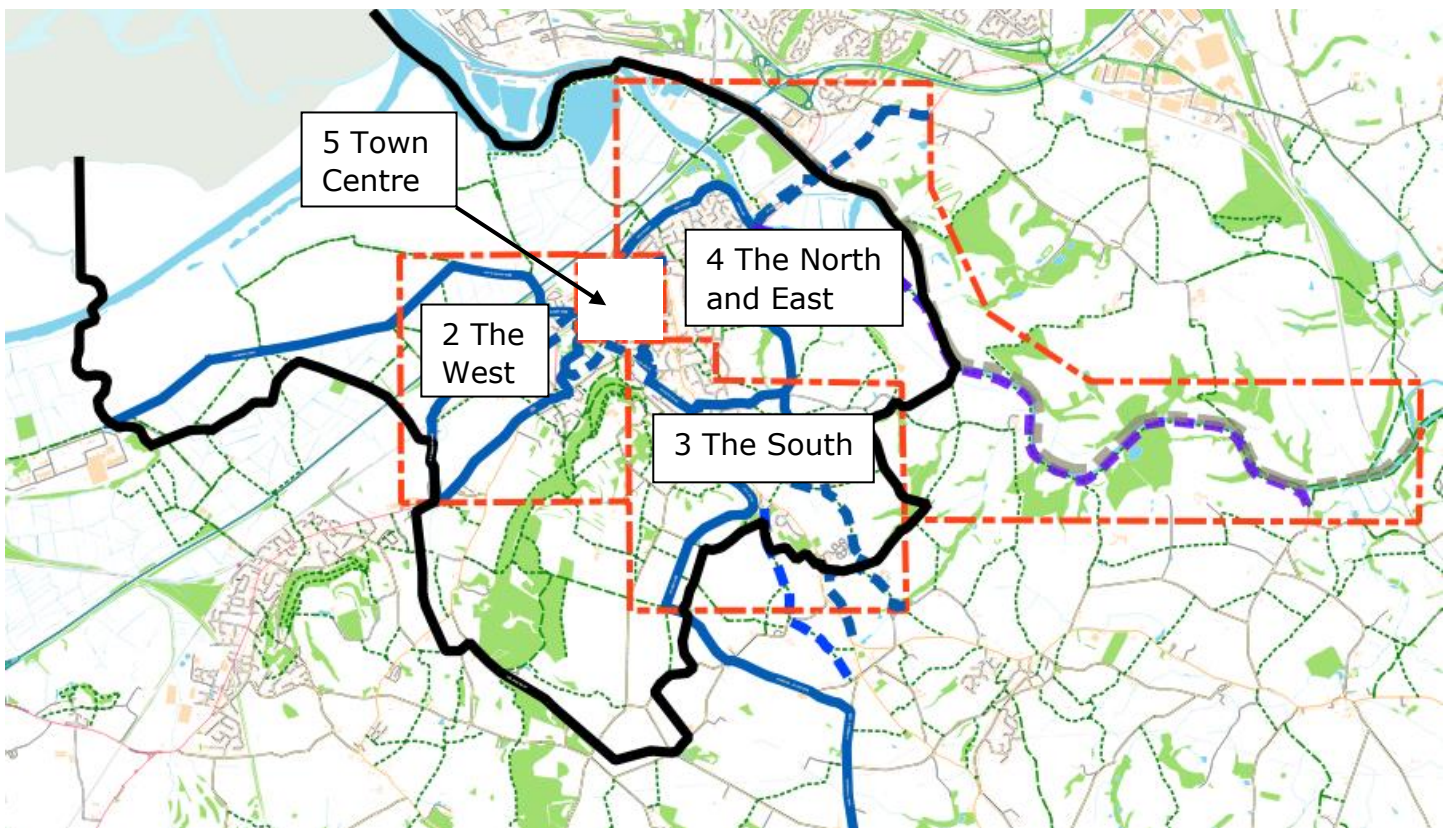 5 Town
Centre
4 The North
and East
2 The
West
3 The South